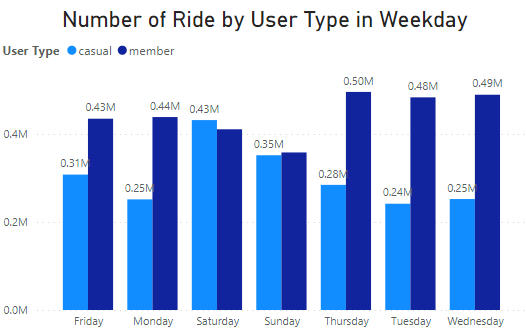 Number of Ride by User Type in Weekday
User Type casual member
0.50M
0.48M
0.49M
0.43M
0.44M
0.43M
0.4M
0.35M
0.31M
0.28M
0.25M
0.24M
0.25M
0.2M
0.0M
Friday Monday Saturday Sunday Thursday Tuesday Wednesday